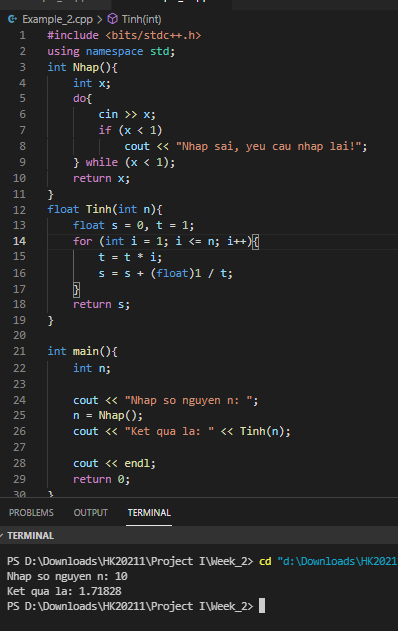 Example_2.cpp > Tinh(int)
1 #include <bits/stdc++.h>
2 using namespace std;
3 int Nhap(){
4     int x;
5     do{
6         cin >> x;
7         if (x < 1)
8             cout << "Nhap sai, yeu cau nhap lai!";
9     } while (x < 1);
10     return x;
11 }
12 float Tinh(int n){
13     float s = 0, t = 1;
14     for (int i = 1; i <= n; i++){
15         t = t * i;
16         s = s + (float)1 / t;
17     }
18     return s;
19 }
20
21 int main(){
22     int n;
23
24     cout << "Nhap so nguyen n: ";
25     n = Nhap();
26     cout << "Ket qua la: " << Tinh(n);
27
28     cout << endl;
29     return 0;
30 }
PROBLEMS OUTPUT TERMINAL
TERMINAL
PS D:\Downloads\HK20211\Project I\Week_2> cd "d:\Downloads\HK2021
Nhap so nguyen n: 10
Ket qua la: 1.71828
PS D:\Downloads\HK20211\Project I\Week_2>